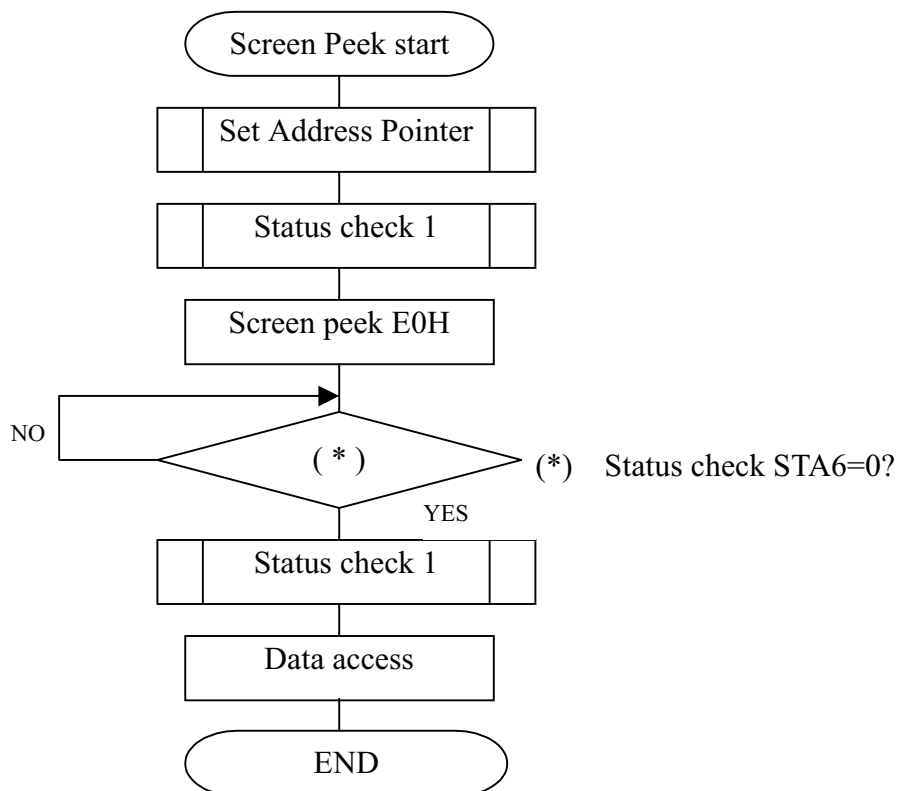 Screen Peek start
Set Address Pointer
Status check 1
Screen peek E0H
NO
( * )
(*) Status check STA6=0?
YES
Status check 1
Data access
END